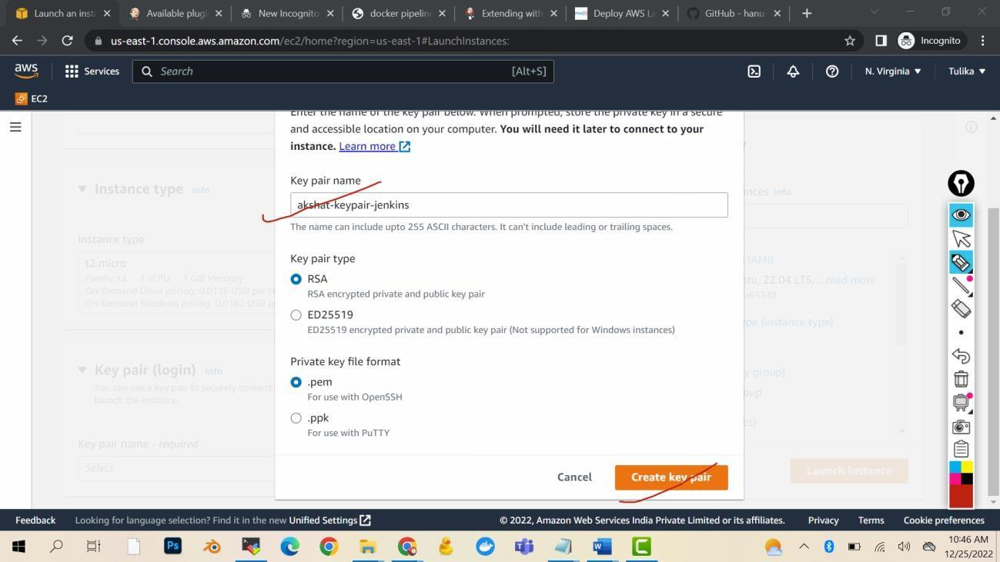 Launch an insta
Available plugi
New Incognito
docker pipelin
Extending with
Deploy AWS La
GitHub - hanu
us-east-1.console.aws.amazon.com/ec2/home?region=us-east-1#LaunchInstances:
Incognito
aws
Services
Search
[Alt+S]
N. Virginia
Tulika
EC2
Enter the name of the key pair below. When prompted, store the private key in a secure
and accessible location on your computer. You will need it later to connect to your
instance. Learn more
Instance type Info
Key pair name
nces Info
akshat-keypair-jenkins
The name can include upto 255 ASCII characters. It can't include leading or trailing spaces.
Instance type
Key pair type
(AMI)
t2.micro
RSA
Family: t2 1 vCPU 1 GiB Memory
ntu, 22.04 LTS, ...read more
On-Demand Linux pricing: 0.0116 USD per H
RSA encrypted private and public key pair
a65348
On-Demand Windows pricing: 0.0162 USD pe
ED25519
pe (instance type)
ED25519 encrypted private and public key pair (Not supported for Windows instances)
Private key file format
Key pair (login) Info
y group)
.pem
You can use a key pair to securely connect
For use with OpenSSH
oup
launch the instance.
.ppk
es)
For use with PuTTY
Key pair name - required
Select
Cancel
Create key pair
Launch instance
Feedback
Looking for language selection? Find it in the new Unified Settings
© 2022, Amazon Web Services India Private Limited or its affiliates.
Privacy
Terms
Cookie preferences
10:46 AM
12/25/2022